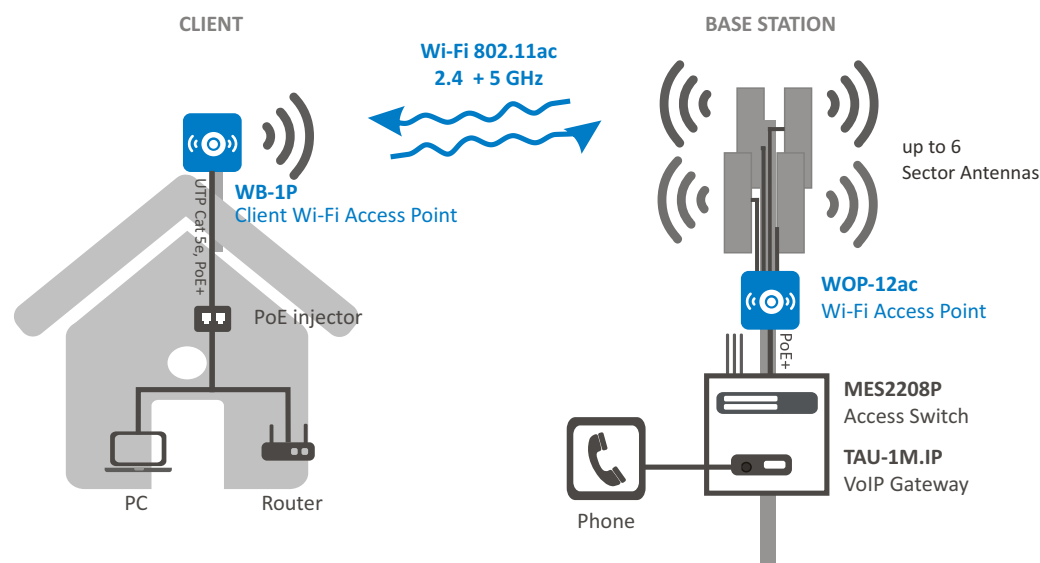 CLIENT
BASE STATION
Wi-Fi 802.11ac
2.4 + 5 GHz
up to 6
Sector Antennas
WB-1P
Client Wi-Fi Access Point
UTP Cat 5e, PoE+
WOP-12ac
Wi-Fi Access Point
PoE injector
PoE+
MES2208P
Access Switch
TAU-1M.IP
VoIP Gateway
PC
Router
Phone